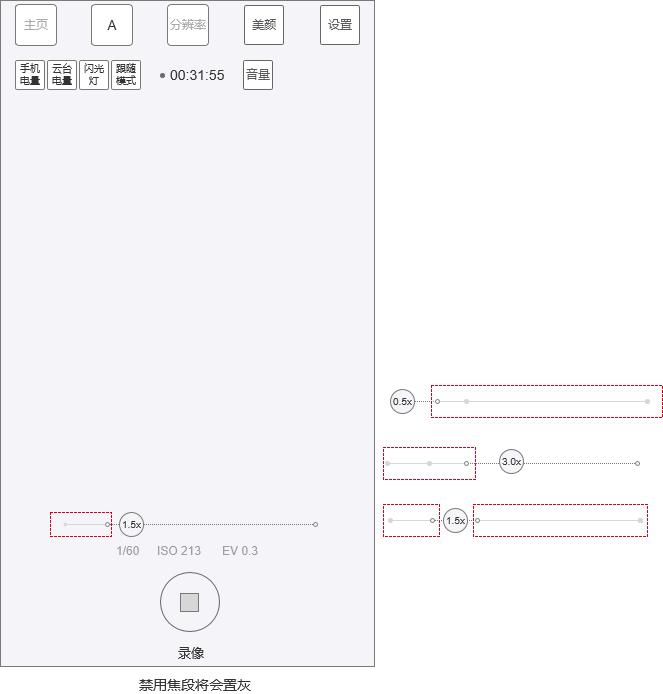 主页
A
分辨率
美颜
设置
手机
电量
云台
电量
闪光
灯
跟随
模式
00:31:55
音量
0.5x
3.0x
1.5x
1.5x
1/60 ISO 213 EV 0.3
录像
禁用焦段将会置灰